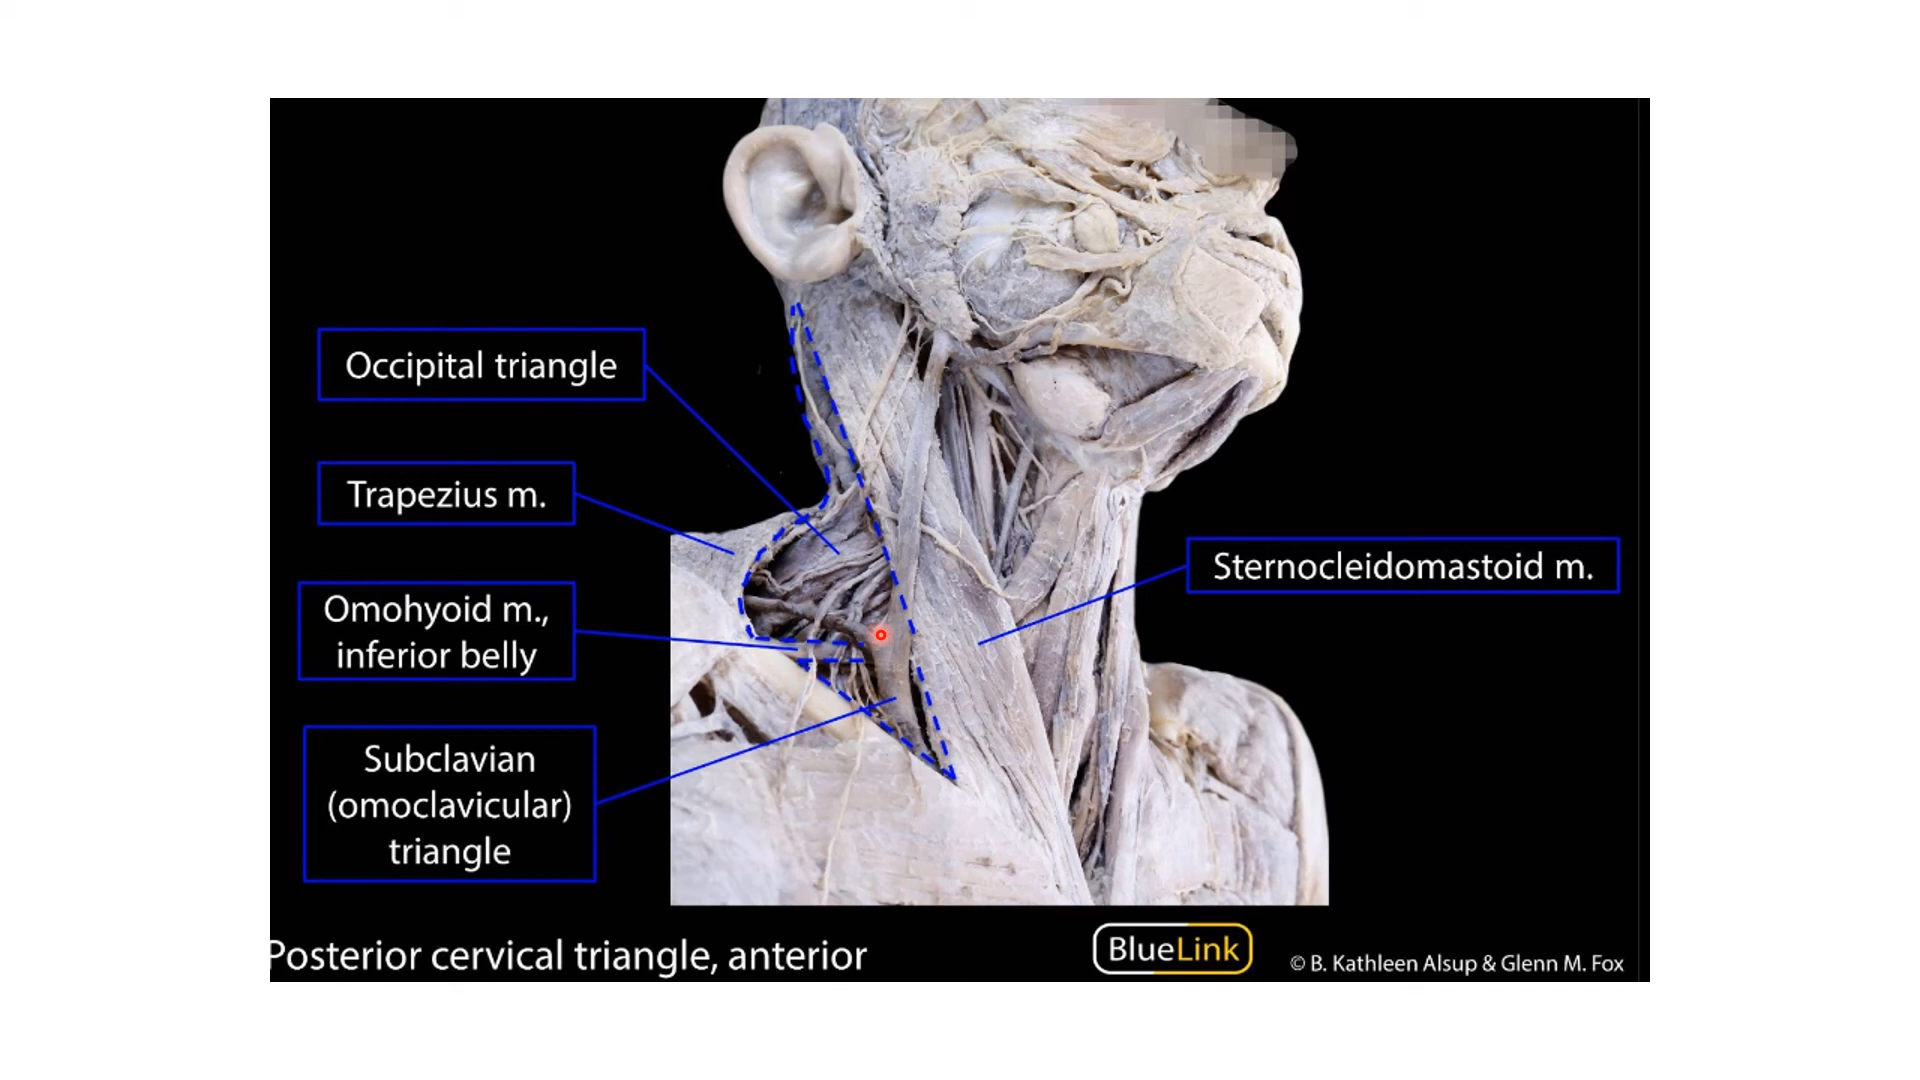 Occipital triangle
Trapezius m.
Omohyoid m.,
inferior belly
Subclavian
(omoclavicular)
triangle
Sternocleidomastoid m.
Posterior cervical triangle, anterior
BlueLink
© B. Kathleen Alsup & Glenn M. Fox